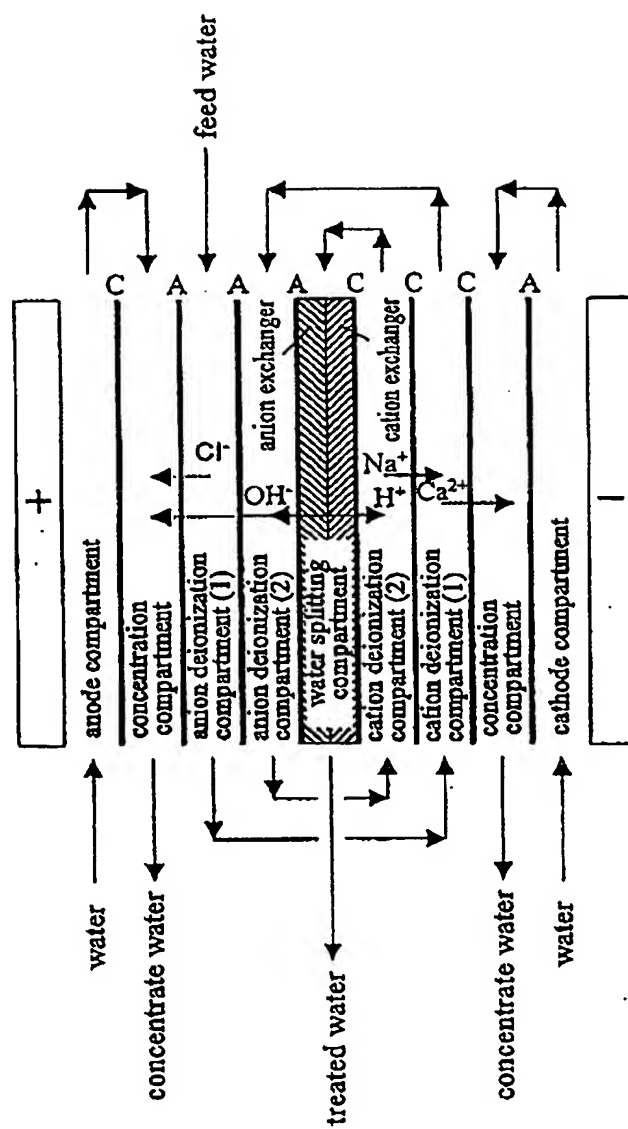 +
anode compartment
C
concentration
compartment
A
anion deionization
compartment (1)
A
anion deionization
compartment (2)
A
water splitting
compartment
C
cation deionization
compartment (2)
C
cation deionization
compartment (1)
C
concentration
compartment
A
cathode compartment
−
feed water
anion exchanger
cation exchanger
Cl-
OH-
Na+
H+
Ca2+
water
concentrate water
treated water
concentrate water
water